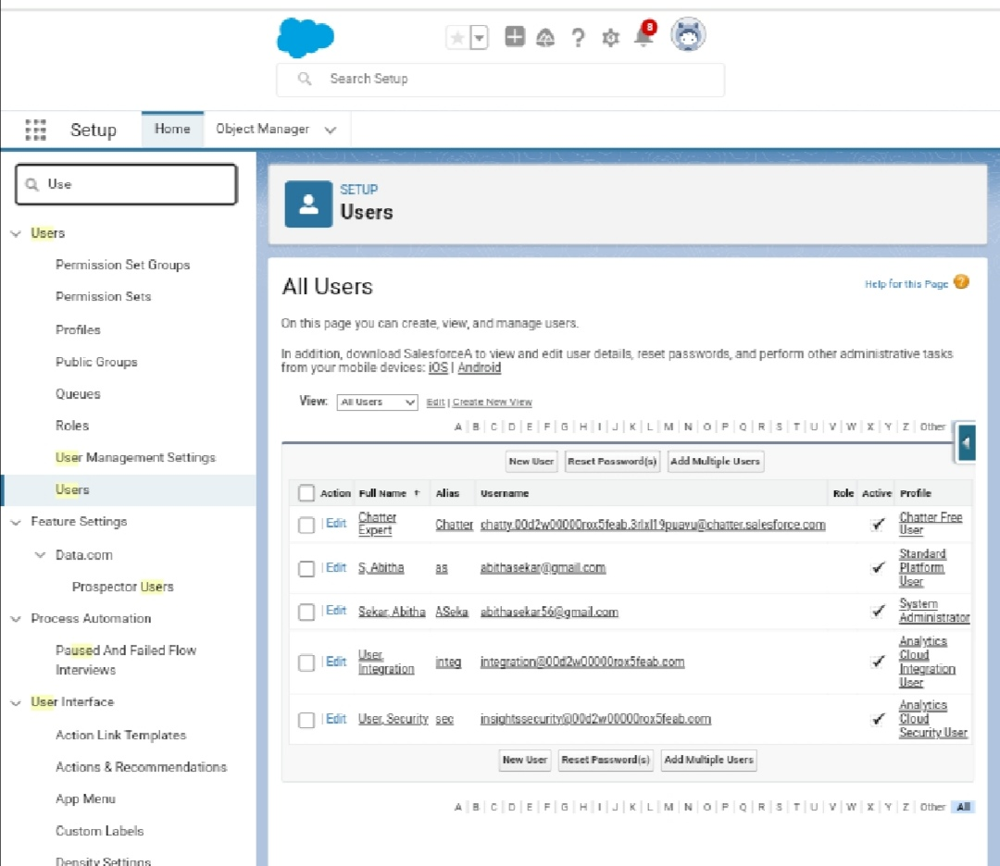 8
Search Setup
Setup Home Object Manager
Use
Users
Permission Set Groups
Permission Sets
Profiles
Public Groups
Queues
Roles
User Management Settings
Users
Feature Settings
Data.com
Prospector Users
Process Automation
Paused And Failed Flow
Interviews
User Interface
Action Link Templates
Actions & Recommendations
App Menu
Custom Labels
Density Settings
SETUP
Users
All Users
Help for this Page ?
On this page you can create, view, and manage users.
In addition, download SalesforceA to view and edit user details, reset passwords, and perform other administrative tasks
from your mobile devices: iOS | Android
View: All Users Edit | Create New View
A | B | C | D | E | F | G | H | I | J | K | L | M | N | O | P | Q | R | S | T | U | V | W | X | Y | Z | Other
New User Reset Password(s) Add Multiple Users
Action Full Name ↑ Alias Username Role Active Profile
| Edit Chatter Expert Chatter chatty.00d2w00000rox5feab.3rlxl19puavu@chatter.salesforce.com ✓ Chatter Free User
| Edit S, Abitha as abithasekar@gmail.com ✓ Standard Platform User
| Edit Sekar, Abitha ASeka abithasekar56@gmail.com ✓ System Administrator
| Edit User, Integration integ integration@00d2w00000rox5feab.com ✓ Analytics Cloud Integration User
| Edit User, Security sec insightssecurity@00d2w00000rox5feab.com ✓ Analytics Cloud Security User
New User Reset Password(s) Add Multiple Users
A | B | C | D | E | F | G | H | I | J | K | L | M | N | O | P | Q | R | S | T | U | V | W | X | Y | Z | Other All